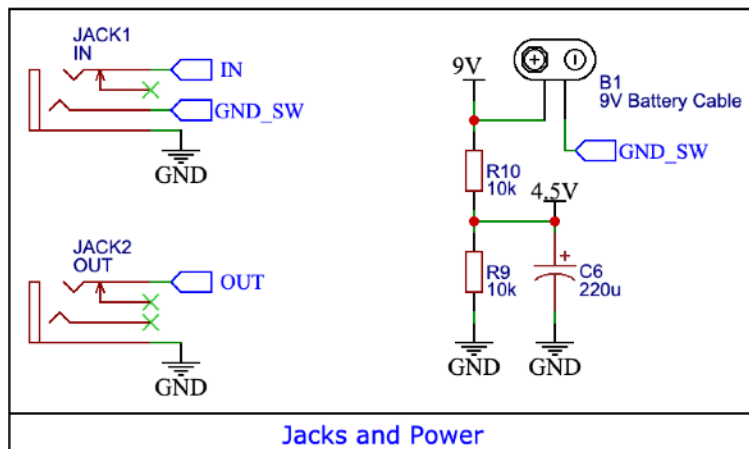 JACK1
IN
IN
GND_SW
GND
JACK2
OUT
OUT
GND
9V
B1
9V Battery Cable
GND_SW
R10
10k
4.5V
R9
10k
+
C6
220u
GND
GND
Jacks and Power